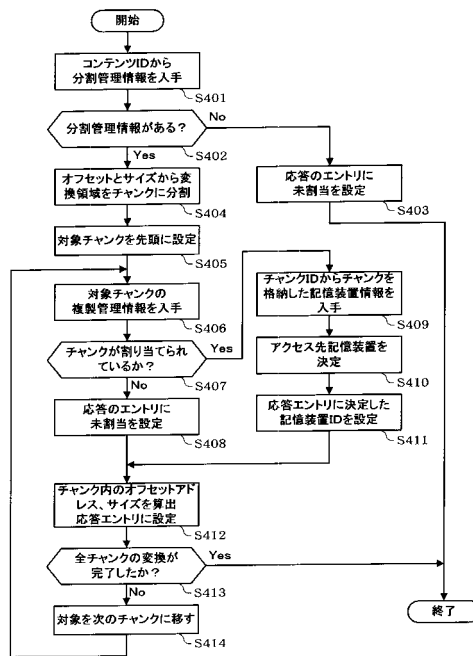 開始
コンテンツIDから
分割管理情報を入手
S401
分割管理情報がある?
No
S402
Yes
オフセットとサイズから変
換領域をチャンクに分割
S404
応答のエントリに
未割当を設定
S403
対象チャンクを先頭に設定
S405
対象チャンクの
複製管理情報を入手
S406
チャンクIDからチャンクを
格納した記憶装置情報を
入手
S409
チャンクが割り当てられ
ているか?
Yes
S407
No
アクセス先記憶装置を
決定
S410
応答のエントリに
未割当を設定
S408
応答エントリに決定した
記憶装置IDを設定
S411
チャンク内のオフセットアド
レス、サイズを算出
応答エントリに設定
S412
全チャンクの変換が
完了したか?
Yes
S413
No
対象を次のチャンクに移す
S414
終了